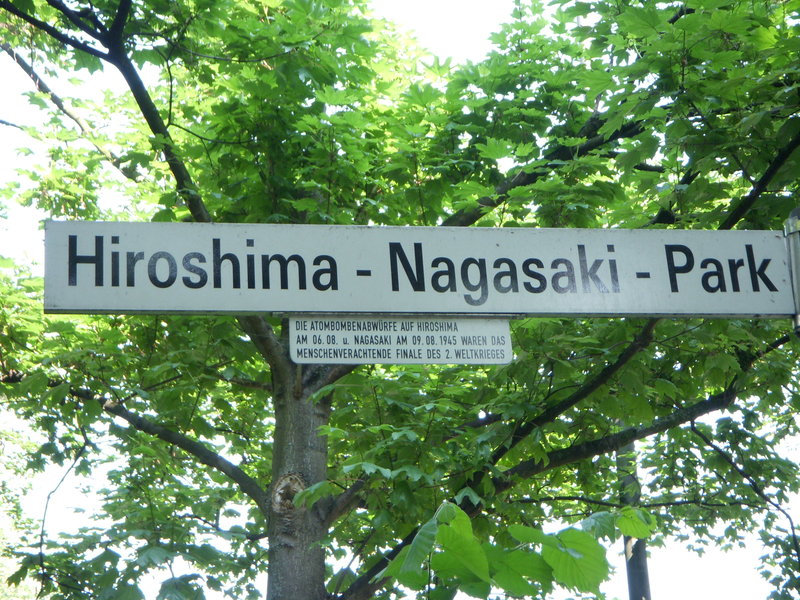 Hiroshima - Nagasaki - Park
DIE ATOMBOMBENABWÜRFE AUF HIROSHIMA
AM 06.08. u. NAGASAKI AM 09.08.1945 WAREN DAS
MENSCHENVERACHTENDE FINALE DES 2. WELTKRIEGES